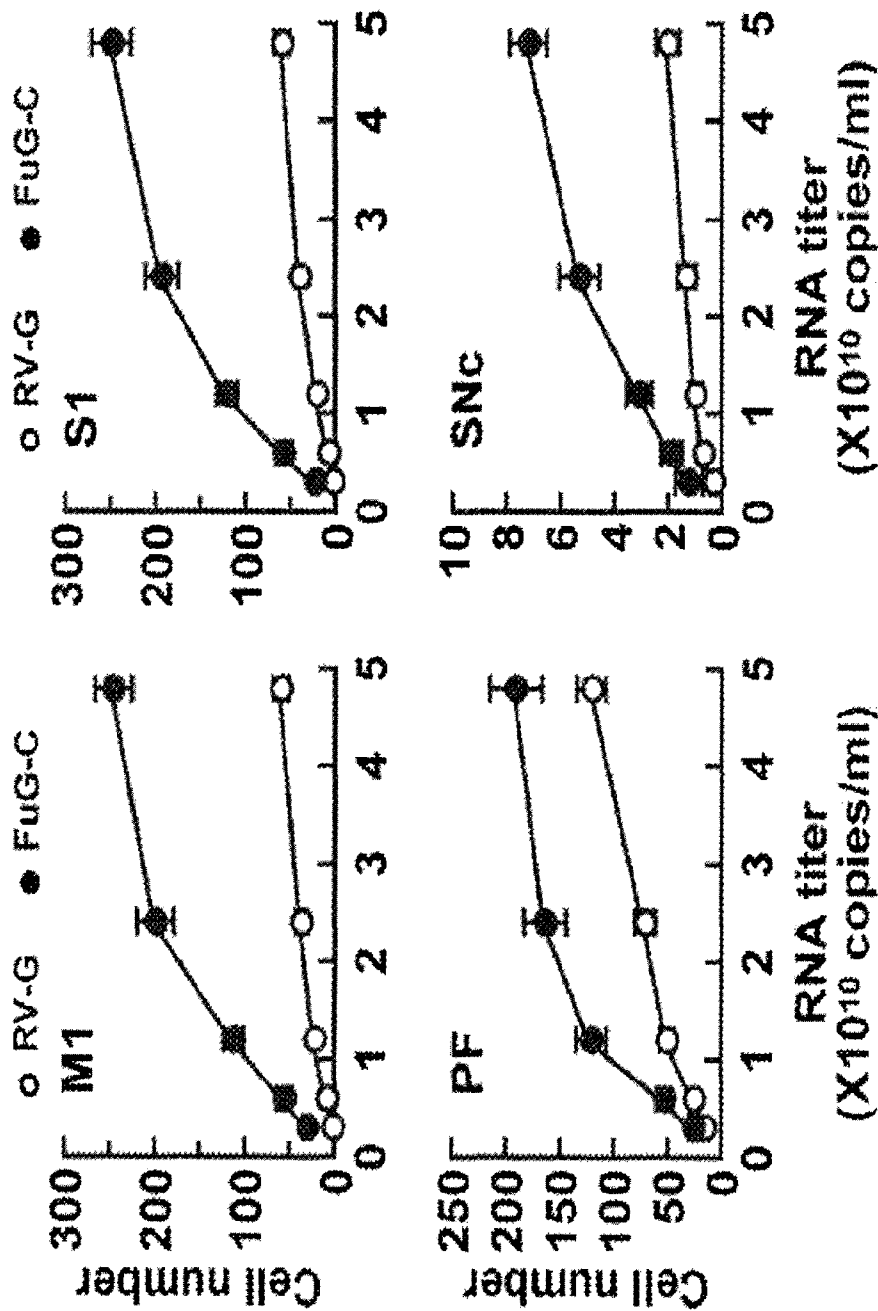 ○ RV-G ● FuG-C
○ RV-G ● FuG-C
M1
300
200
100
0
0 1 2 3 4 5
Cell number
S1
300
200
100
0
0 1 2 3 4 5
PF
250
200
150
100
50
0
0 1 2 3 4 5
Cell number
RNA titer
(X10¹⁰ copies/ml)
SNc
10
8
6
4
2
0
0 1 2 3 4 5
RNA titer
(X10¹⁰ copies/ml)